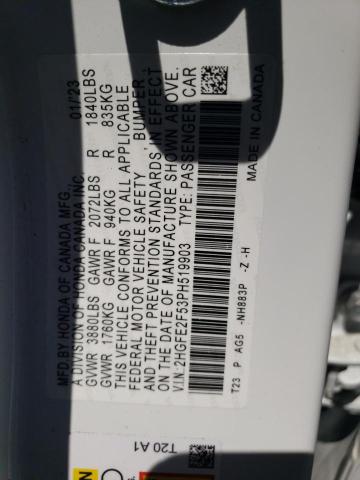 MFD.BY HONDA OF CANADA MFG.,
A DIVISION OF HONDA CANADA INC. 01/'23
GVWR 3880LBS GAWR F 2072LBS R 1840LBS
GVWR 1760KG GAWR F 940KG R 835KG
THIS VEHICLE CONFORMS TO ALL APPLICABLE
FEDERAL MOTOR VEHICLE SAFETY, BUMPER,
AND THEFT PREVENTION STANDARDS IN EFFECT
ON THE DATE OF MANUFACTURE SHOWN ABOVE.
V.I.N:2HGFE2F53PH519903 TYPE: PASSENGER CAR
T23 P AG5 -NH883P -Z -H
MADE IN CANADA
T20 A1